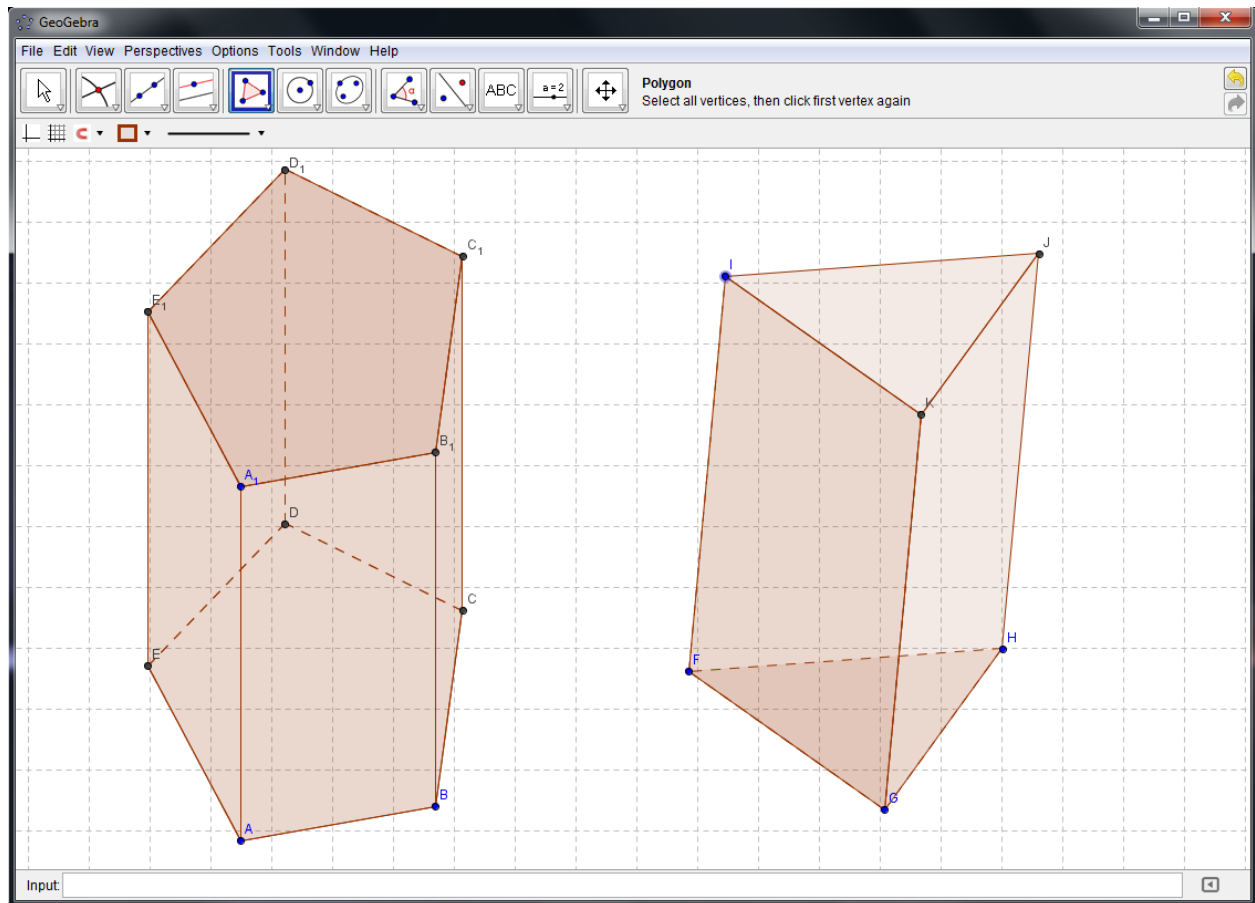 GeoGebra
File Edit View Perspectives Options Tools Window Help
ABC
a = 2
α
Polygon
Select all vertices, then click first vertex again
D₁
C₁
E₁
I
J
K
B₁
A₁
D
C
E
F
H
B
G
A
Input: